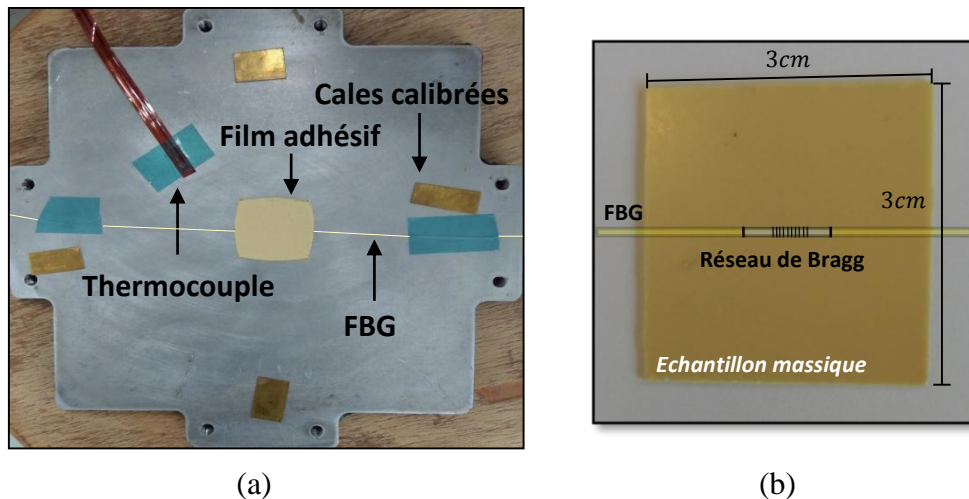 Cales calibrées
Film adhésif
Thermocouple
FBG
(a)
3cm
3cm
FBG
Réseau de Bragg
Echantillon massique
(b)